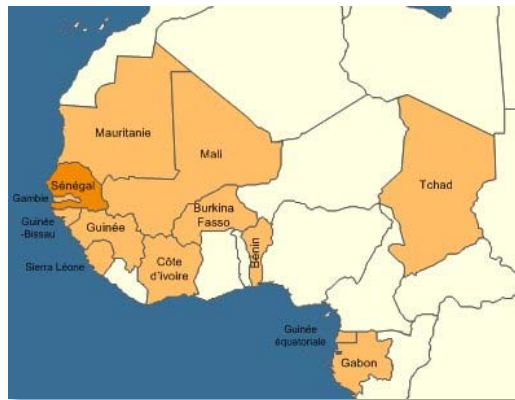 Mauritanie
Mali
Tchad
Sénégal
Gambie
Burkina
Fasso
Guinée
-Bissau
Guinée
Côte
d'ivoire
Bénin
Sierra Léone
Guinée
équatoriale
Gabon